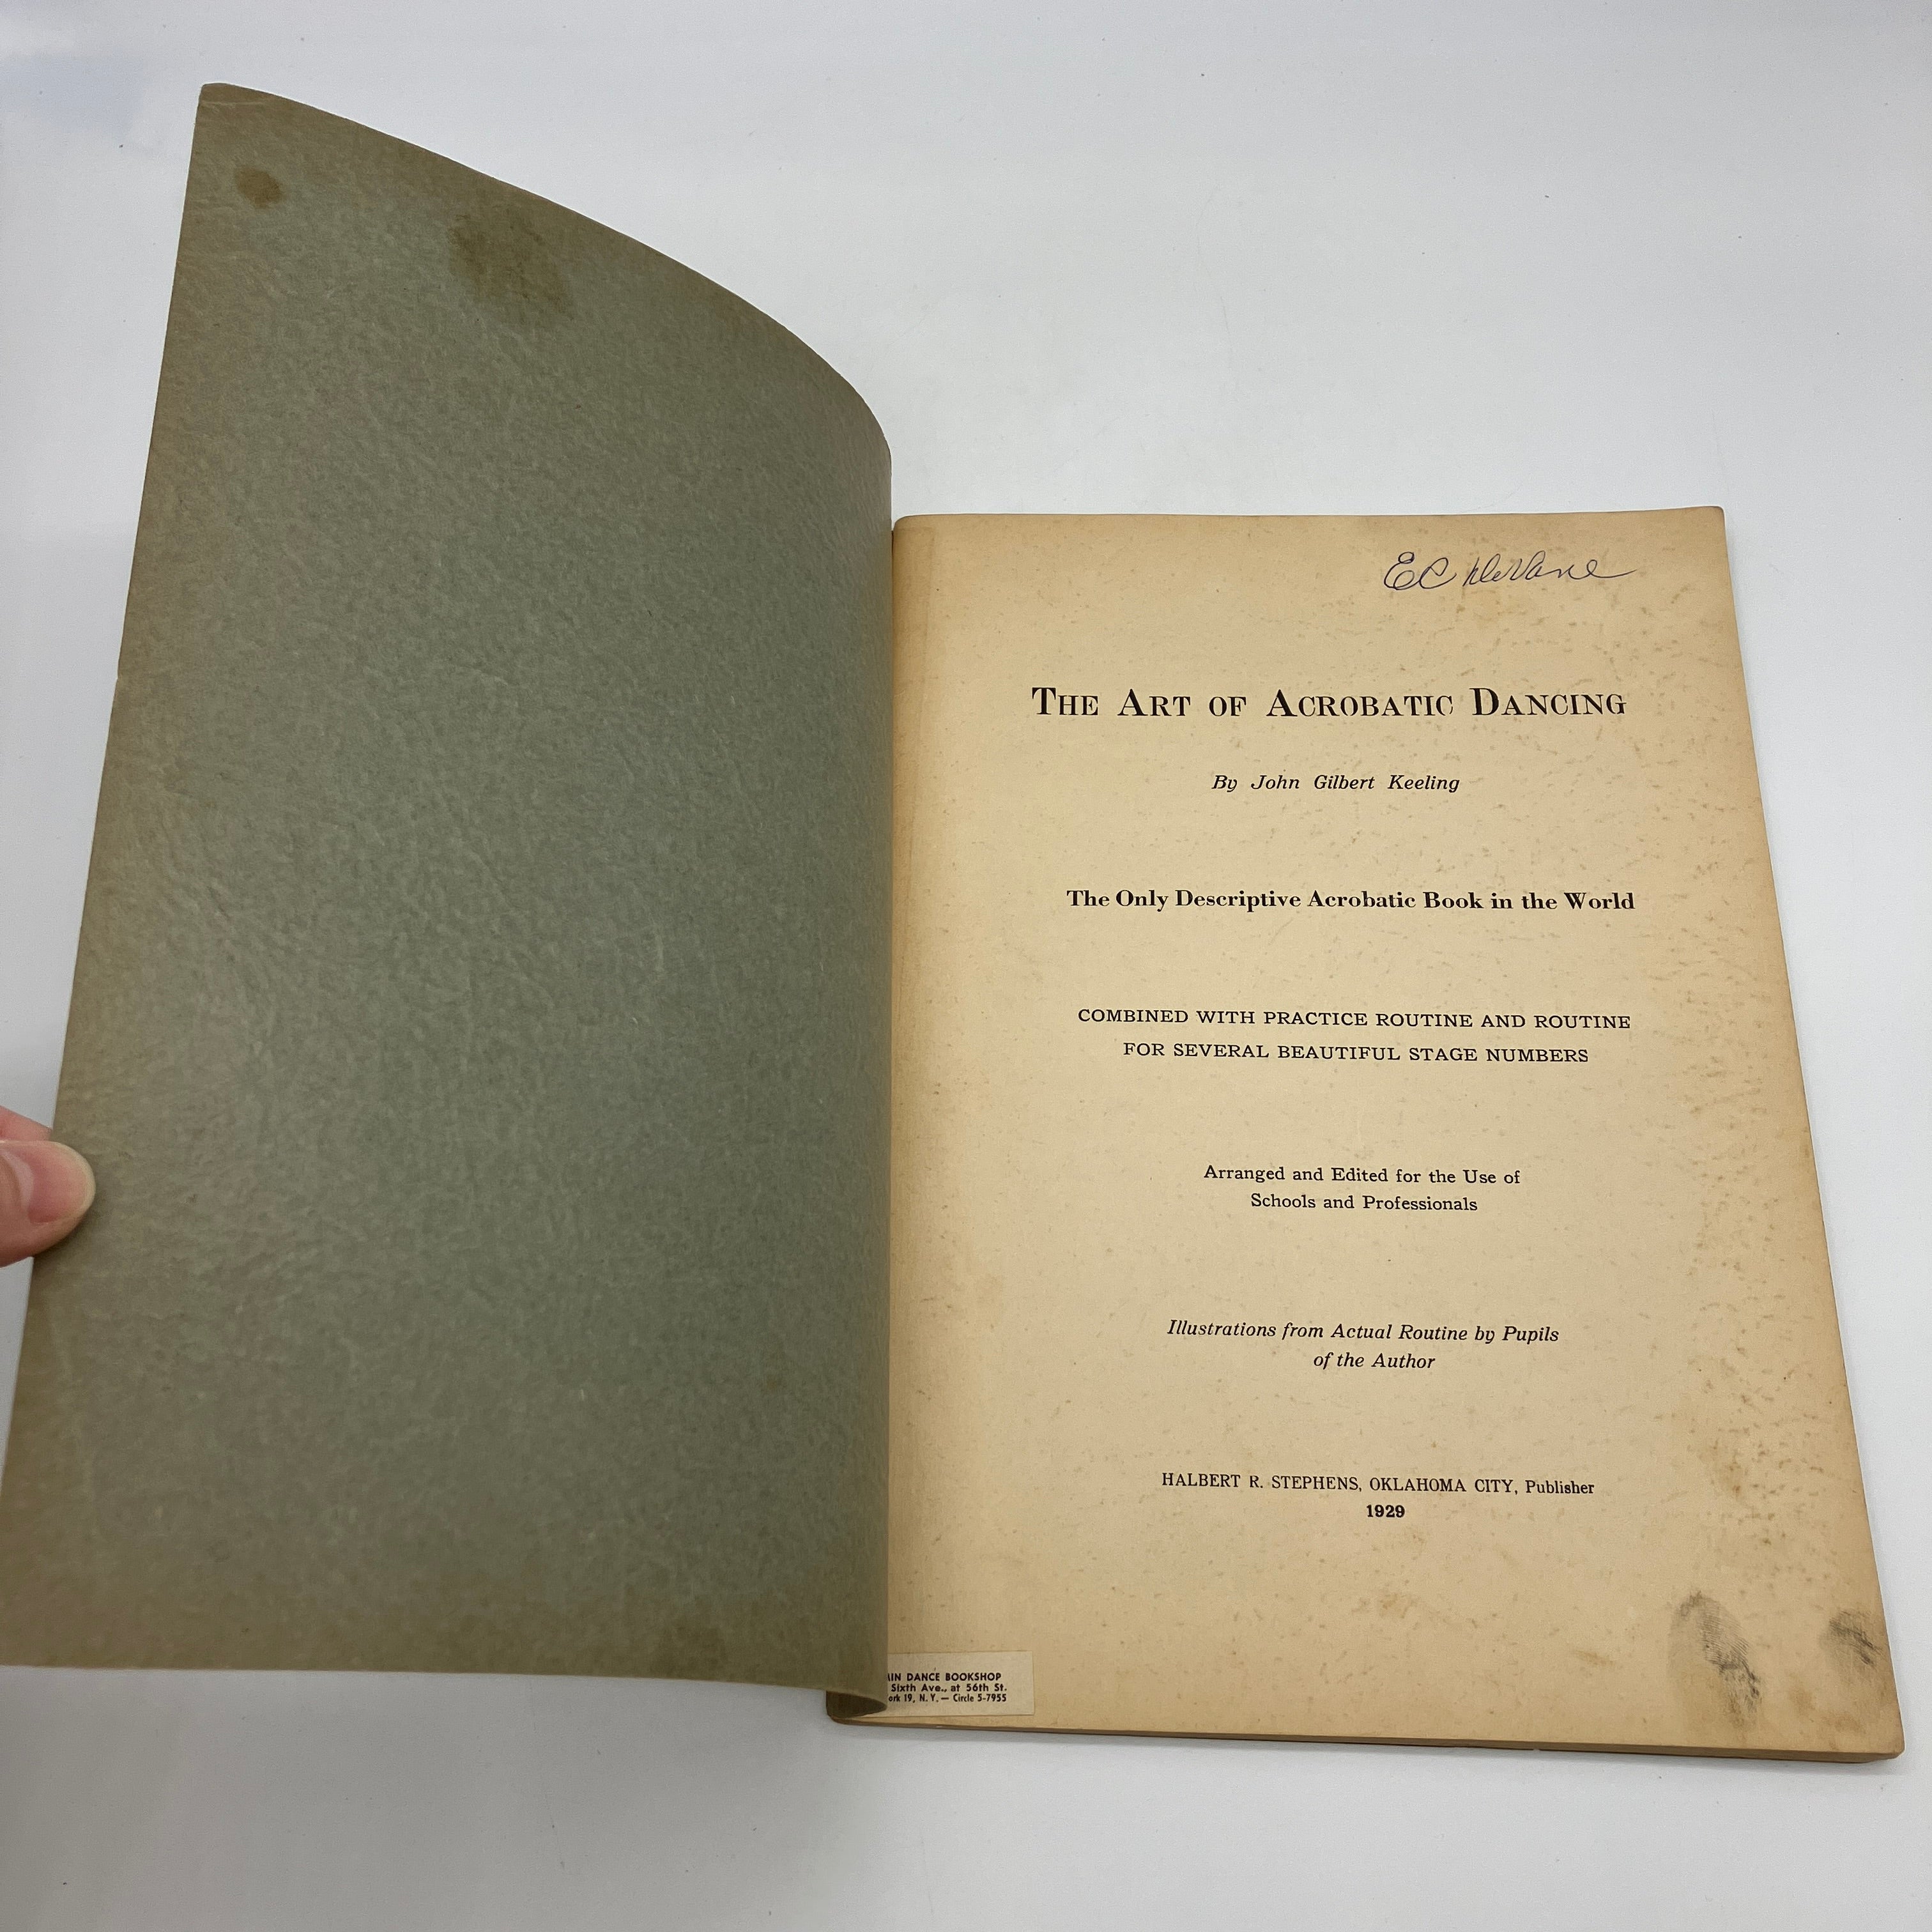 EC DeVane
THE ART OF ACROBATIC DANCING
By John Gilbert Keeling
The Only Descriptive Acrobatic Book in the World
COMBINED WITH PRACTICE ROUTINE AND ROUTINE
FOR SEVERAL BEAUTIFUL STAGE NUMBERS
Arranged and Edited for the Use of
Schools and Professionals
Illustrations from Actual Routine by Pupils
of the Author
HALBERT R. STEPHENS, OKLAHOMA CITY, Publisher
1929
DANCE BOOKSHOP
Sixth Ave., at 56th St.
19, N. Y. — Circle 5-7955